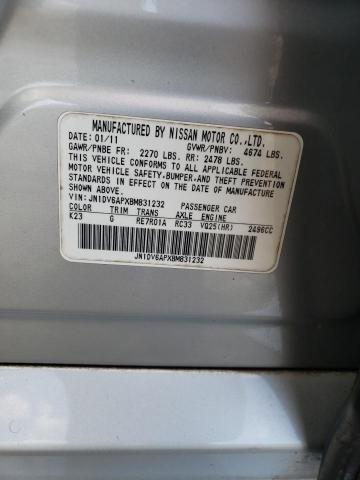 MANUFACTURED BY NISSAN MOTOR CO.,LTD.
DATE: 01/11 GVWR/PNBV: 4674 LBS.
GAWR/PNBE FR: 2270 LBS. RR: 2478 LBS.
THIS VEHICLE CONFORMS TO ALL APPLICABLE FEDERAL
MOTOR VEHICLE SAFETY, BUMPER, AND THEFT
PREVENTION STANDARDS IN EFFECT ON THE DATE OF
MANUFACTURE SHOWN ABOVE.
VIN: JN1DV6APXBM831232 PASSENGER CAR
COLOR TRIM TRANS AXLE ENGINE
K23 G RE7R01A RC33 VQ25(HR) 2496CC
JN1DV6APXBM831232